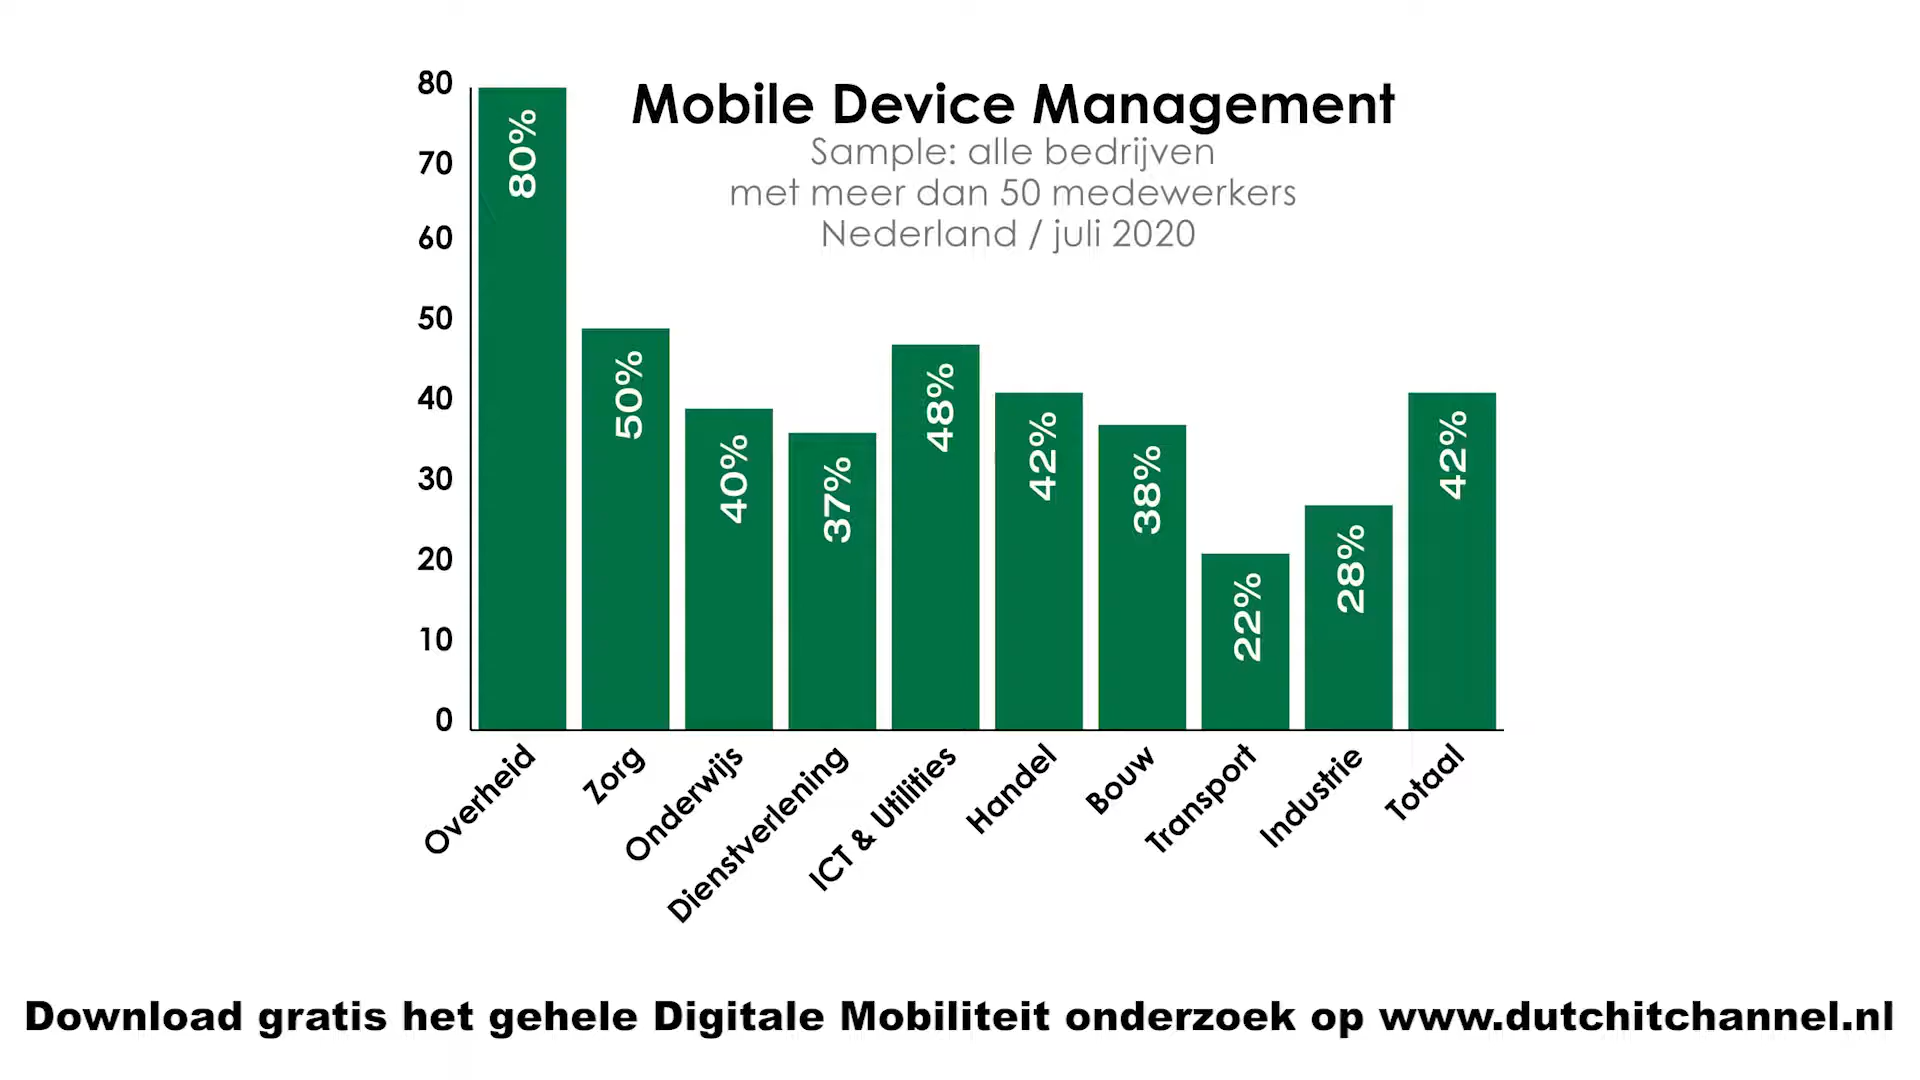 Mobile Device Management
Sample: alle bedrijven
met meer dan 50 medewerkers
Nederland / juli 2020
80
70
60
50
40
30
20
10
0
80%
50%
40%
37%
48%
42%
38%
22%
28%
42%
Overheid
Zorg
Onderwijs
Dienstverlening
ICT & Utilities
Handel
Bouw
Transport
Industrie
Totaal
Download gratis het gehele Digitale Mobiliteit onderzoek op www.dutchitchannel.nl